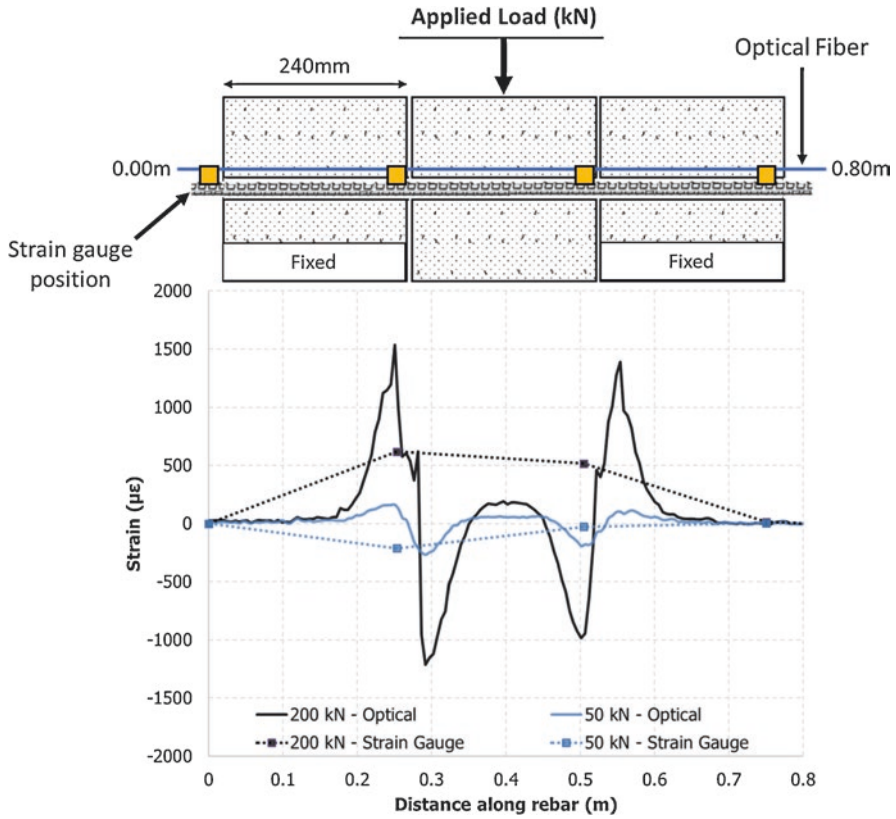 Applied Load (kN)
Optical Fiber
240mm
0.00m
0.80m
Strain gauge
position
Fixed
Fixed
2000
1500
1000
500
0
-500
-1000
-1500
-2000
Strain (µε)
200 kN - Optical
50 kN - Optical
200 kN - Strain Gauge
50 kN - Strain Gauge
0 0.1 0.2 0.3 0.4 0.5 0.6 0.7 0.8
Distance along rebar (m)